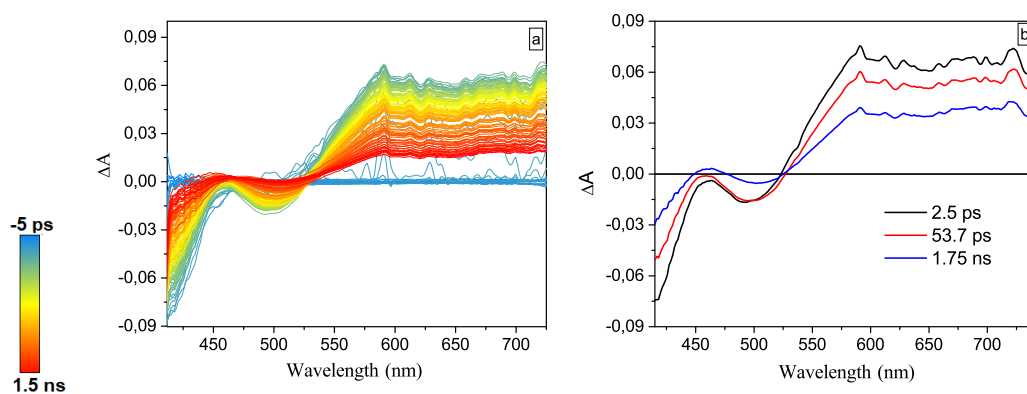 -5 ps
1.5 ns
a
ΔA
0,09
0.06
0.03
0.00
-0.03
-0.06
-0,09
450
500
550
600
650
700
Wavelength (nm)
b
ΔA
0,09
0.06
0,03
0.00
-0,03
-0.06
-0,09
450
500
550
600
650
700
Wavelength (nm)
2.5 ps
53.7 ps
1.75 ns